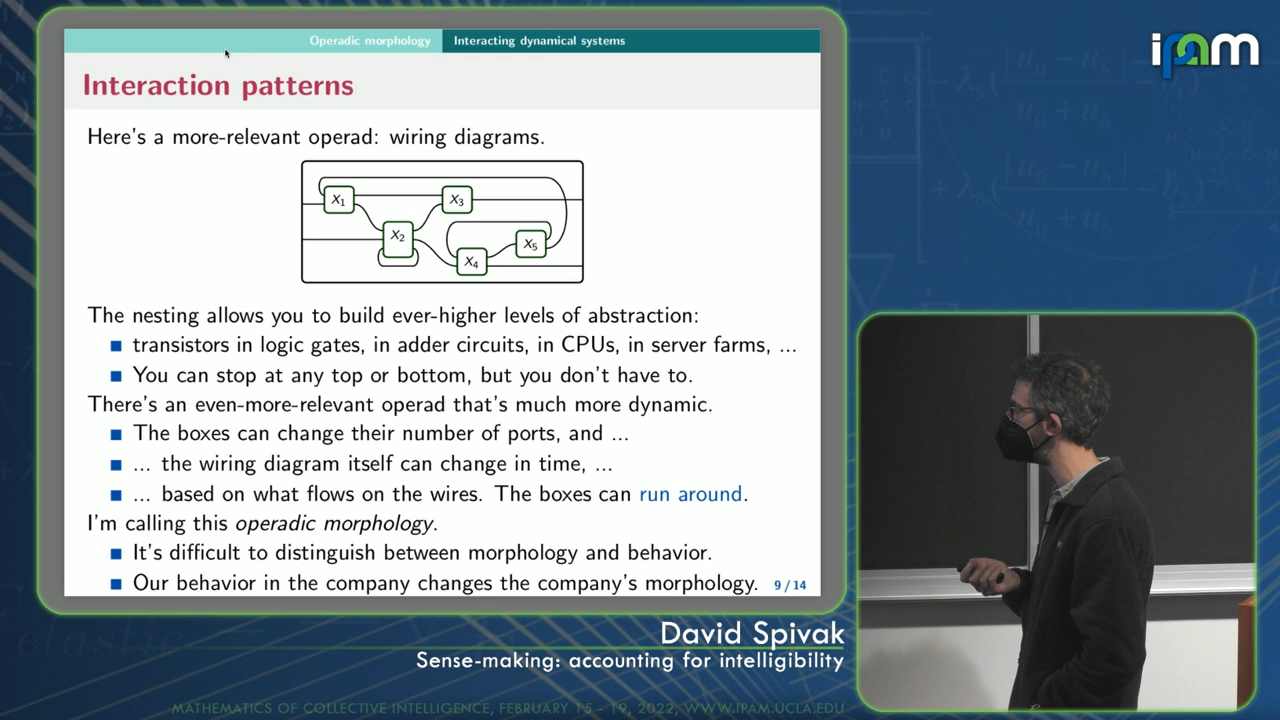 Operadic morphology
Interacting dynamical systems
Interaction patterns
Here's a more-relevant operad: wiring diagrams.
X1
X3
X2
X5
X4
The nesting allows you to build ever-higher levels of abstraction:
■ transistors in logic gates, in adder circuits, in CPUs, in server farms, ...
■ You can stop at any top or bottom, but you don't have to.
There's an even-more-relevant operad that's much more dynamic.
■ The boxes can change their number of ports, and ...
■ ... the wiring diagram itself can change in time, ...
■ ... based on what flows on the wires. The boxes can run around.
I'm calling this operadic morphology.
■ It's difficult to distinguish between morphology and behavior.
■ Our behavior in the company changes the company's morphology.
9 / 14
ipam
David Spivak
Sense-making: accounting for intelligibility
MATHEMATICS OF COLLECTIVE INTELLIGENCE, FEBRUARY 15 - 19, 2022, WWW.IPAM.UCLA.EDU